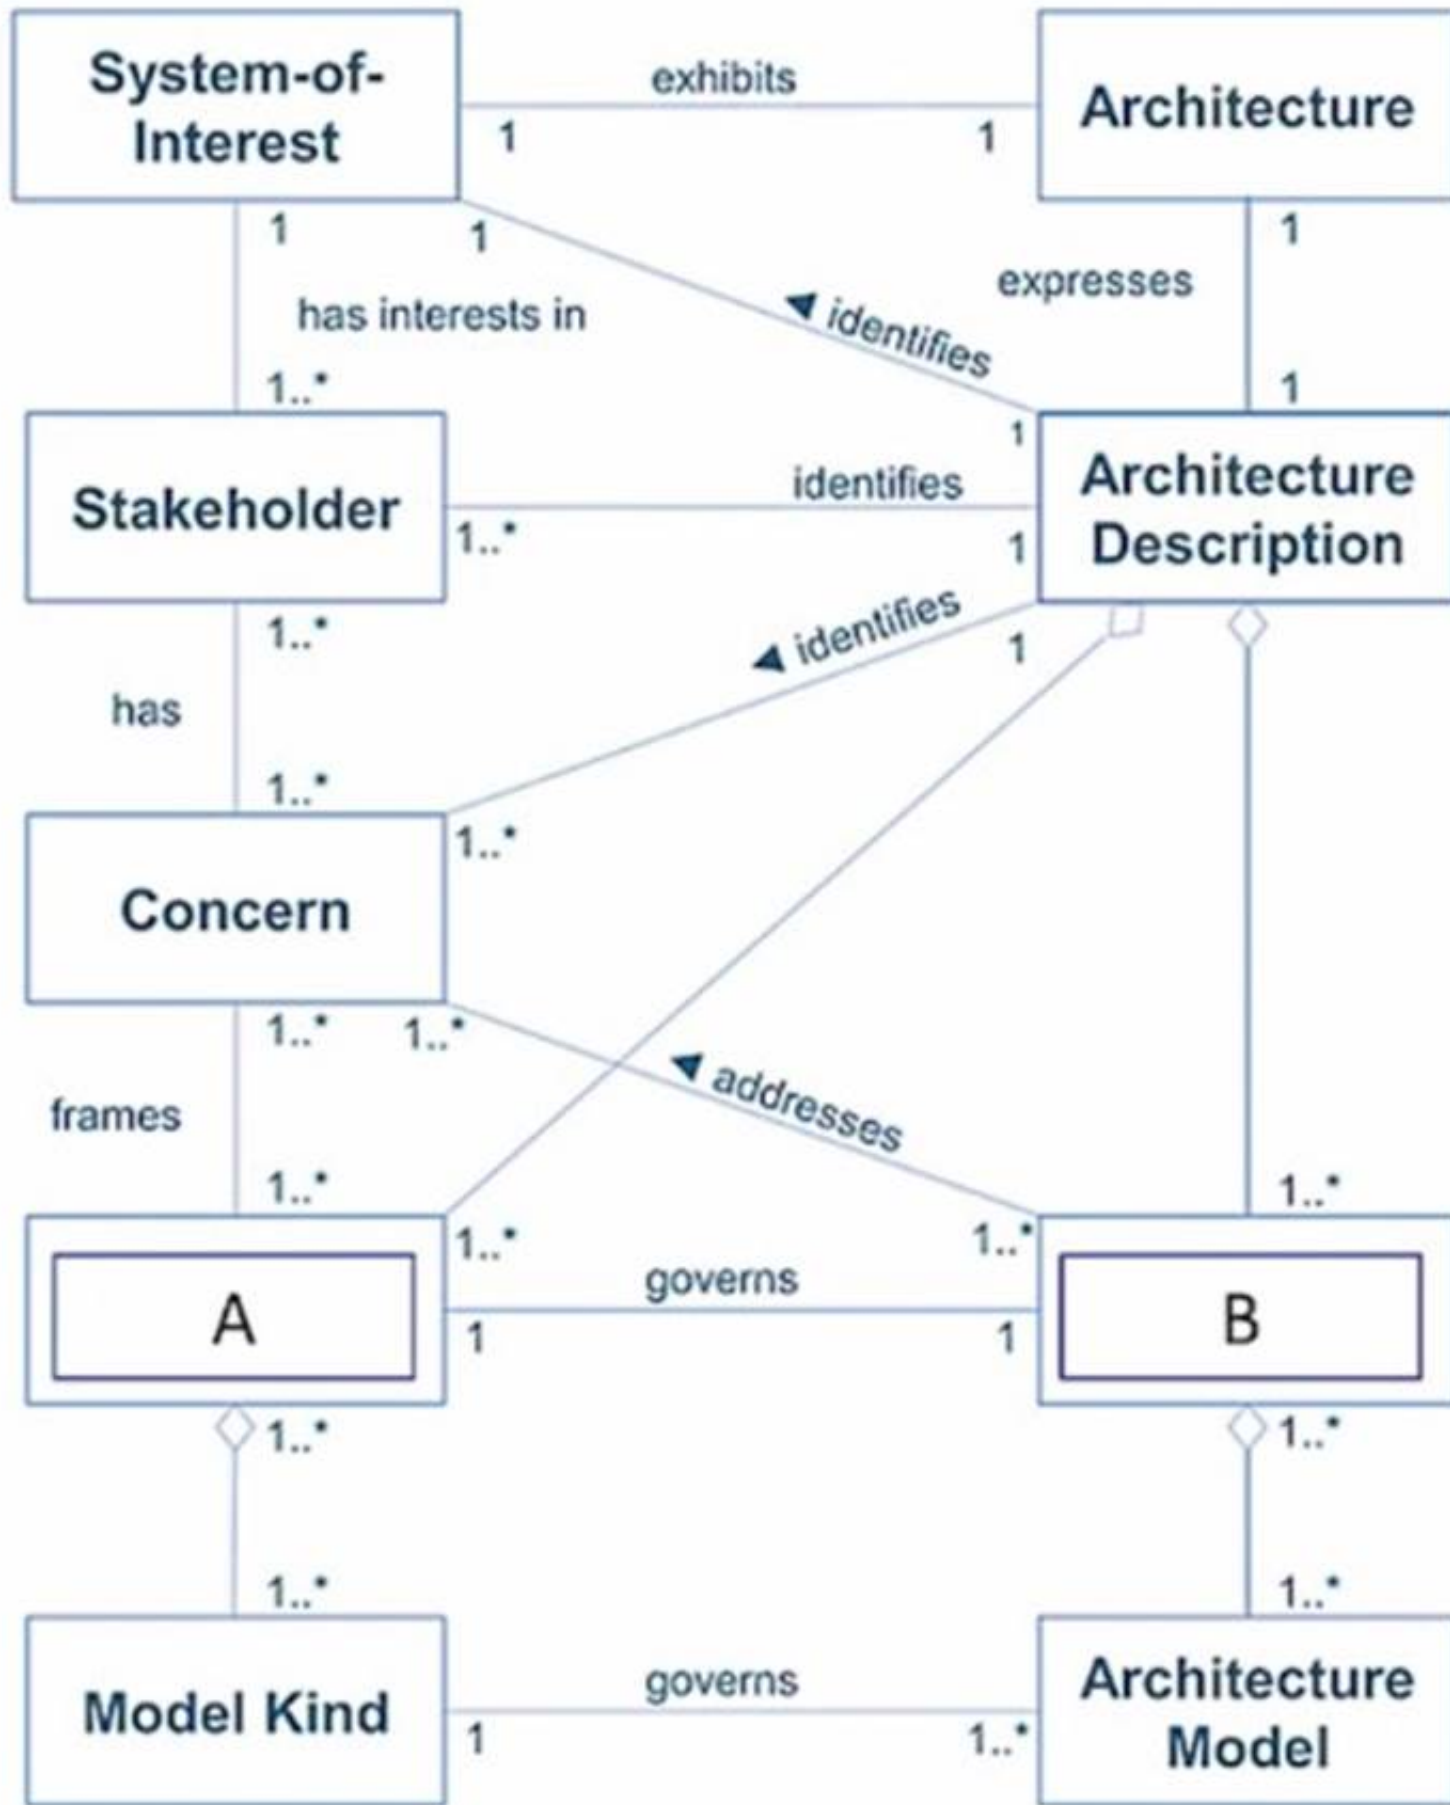 System-of-
Interest
exhibits
Architecture
1
1
1
1
1
has interests in
identifies
expresses
1..*
1
1
Stakeholder
identifies
Architecture
Description
1..*
1
1..*
identifies
1
has
1..*
1..*
Concern
1..*
1..*
addresses
frames
1..*
1..*
1..*
1..*
A
governs
B
1
1
1..*
1..*
1..*
1..*
Model Kind
governs
Architecture
Model
1
1..*